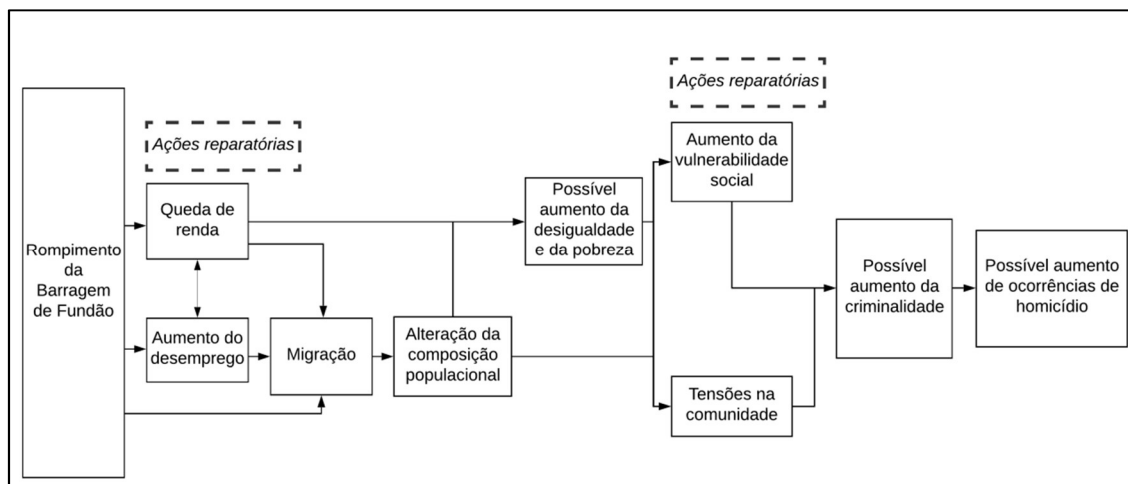 Rompimento
da
Barragem
de Fundão
Ações reparatórias
Queda de
renda
Aumento do
desemprego
Migração
Alteração da
composição
populacional
Possível
aumento da
desigualdade
e da pobreza
Ações reparatórias
Aumento da
vulnerabilidade
social
Tensões na
comunidade
Possível
aumento da
criminalidade
Possível aumento
de ocorrências de
homicídio